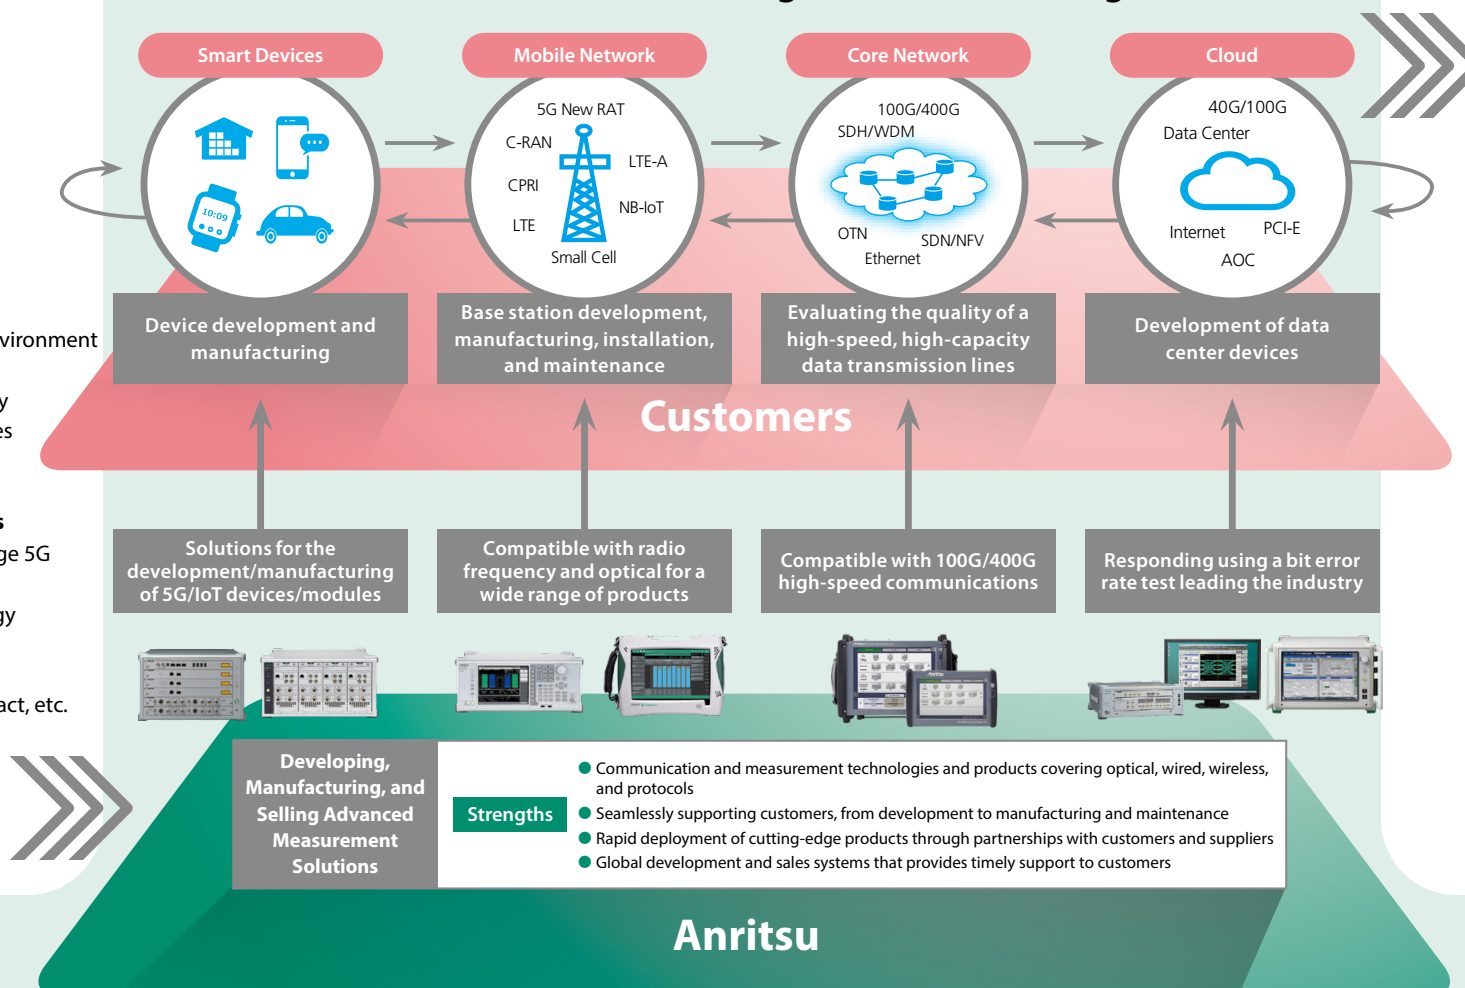 Smart Devices
Mobile Network
Core Network
Cloud
10:09
5G New RAT
C-RAN
LTE-A
CPRI
NB-IoT
LTE
Small Cell
100G/400G
SDH/WDM
OTN
SDN/NFV
Ethernet
40G/100G
Data Center
Internet
PCI-E
AOC
Device development and
manufacturing
Base station development,
manufacturing, installation,
and maintenance
Evaluating the quality of a
high-speed, high-capacity
data transmission lines
Development of data
center devices
vironment
y
es
s
ge 5G
gy
act, etc.
Customers
Solutions for the
development/manufacturing
of 5G/IoT devices/modules
Compatible with radio
frequency and optical for a
wide range of products
Compatible with 100G/400G
high-speed communications
Responding using a bit error
rate test leading the industry
Developing,
Manufacturing, and
Selling Advanced
Measurement
Solutions
Strengths
● Communication and measurement technologies and products covering optical, wired, wireless,
and protocols
● Seamlessly supporting customers, from development to manufacturing and maintenance
● Rapid deployment of cutting-edge products through partnerships with customers and suppliers
● Global development and sales systems that provides timely support to customers
Anritsu